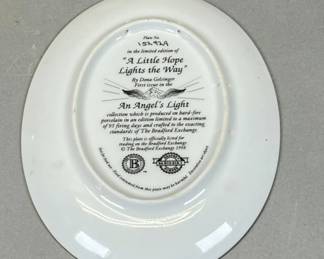 Plate No.
in the limited edition of
"A Little Hope
Lights the Way"
By Dona Gelsinger
First issue in the
An Angel's Light
collection which is produced on hard-fire
porcelain in an edition limited to a maximum
of 95 firing days and crafted to the exacting
standards of The Bradford Exchange.
This plate is officially listed for
trading on the Bradford Exchange
© The Bradford Exchange 1998
B